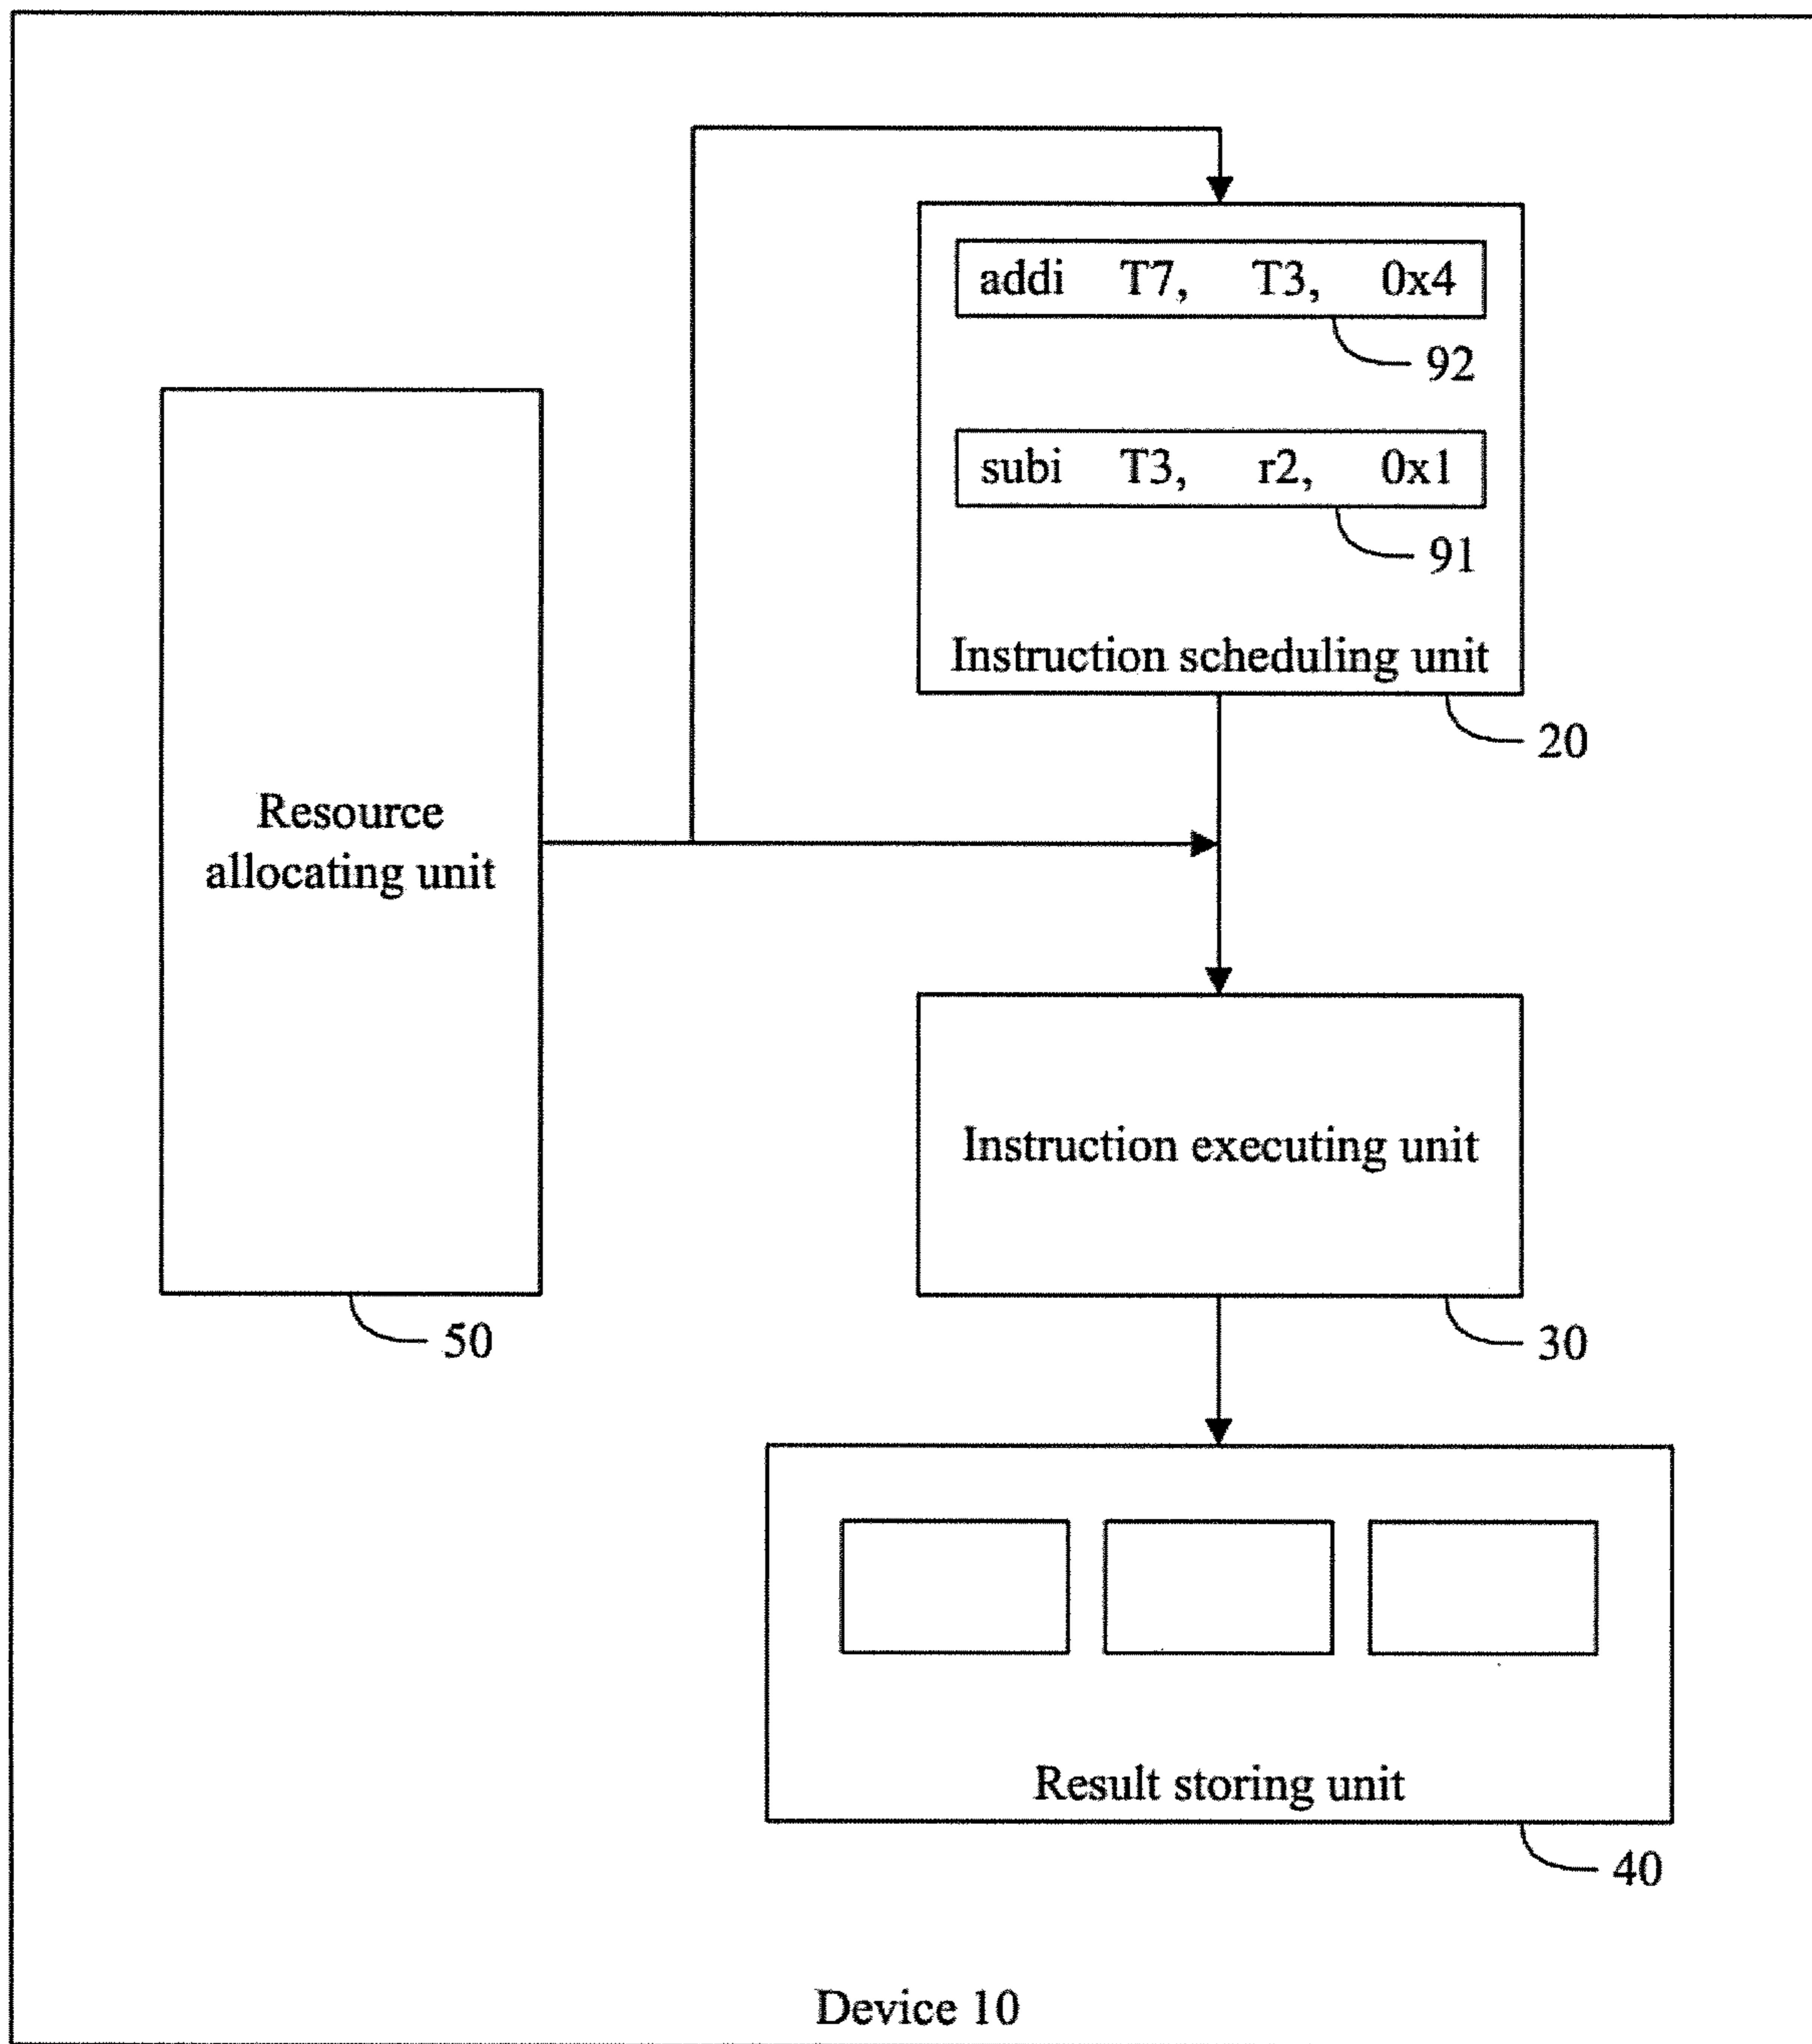 addi T7, T3, 0x4
92
subi T3, r2, 0x1
91
Instruction scheduling unit
20
Resource
allocating unit
50
Instruction executing unit
30
Result storing unit
40
Device 10